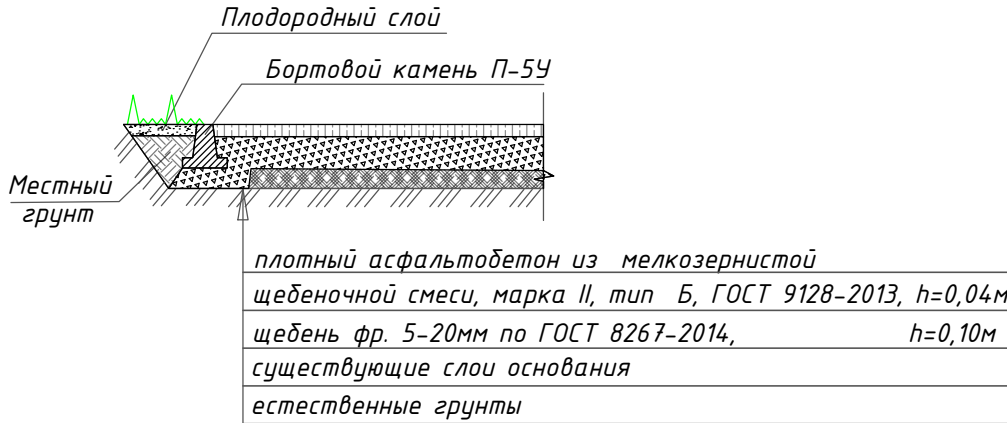 Плодородный слой
Бортовой камень П-5У
Местный
грунт
плотный асфальтобетон из мелкозернистой
щебеночной смеси, марка II, тип Б, ГОСТ 9128-2013, h=0,04м
щебень фр. 5-20мм по ГОСТ 8267-2014, h=0,10м
существующие слои основания
естественные грунты